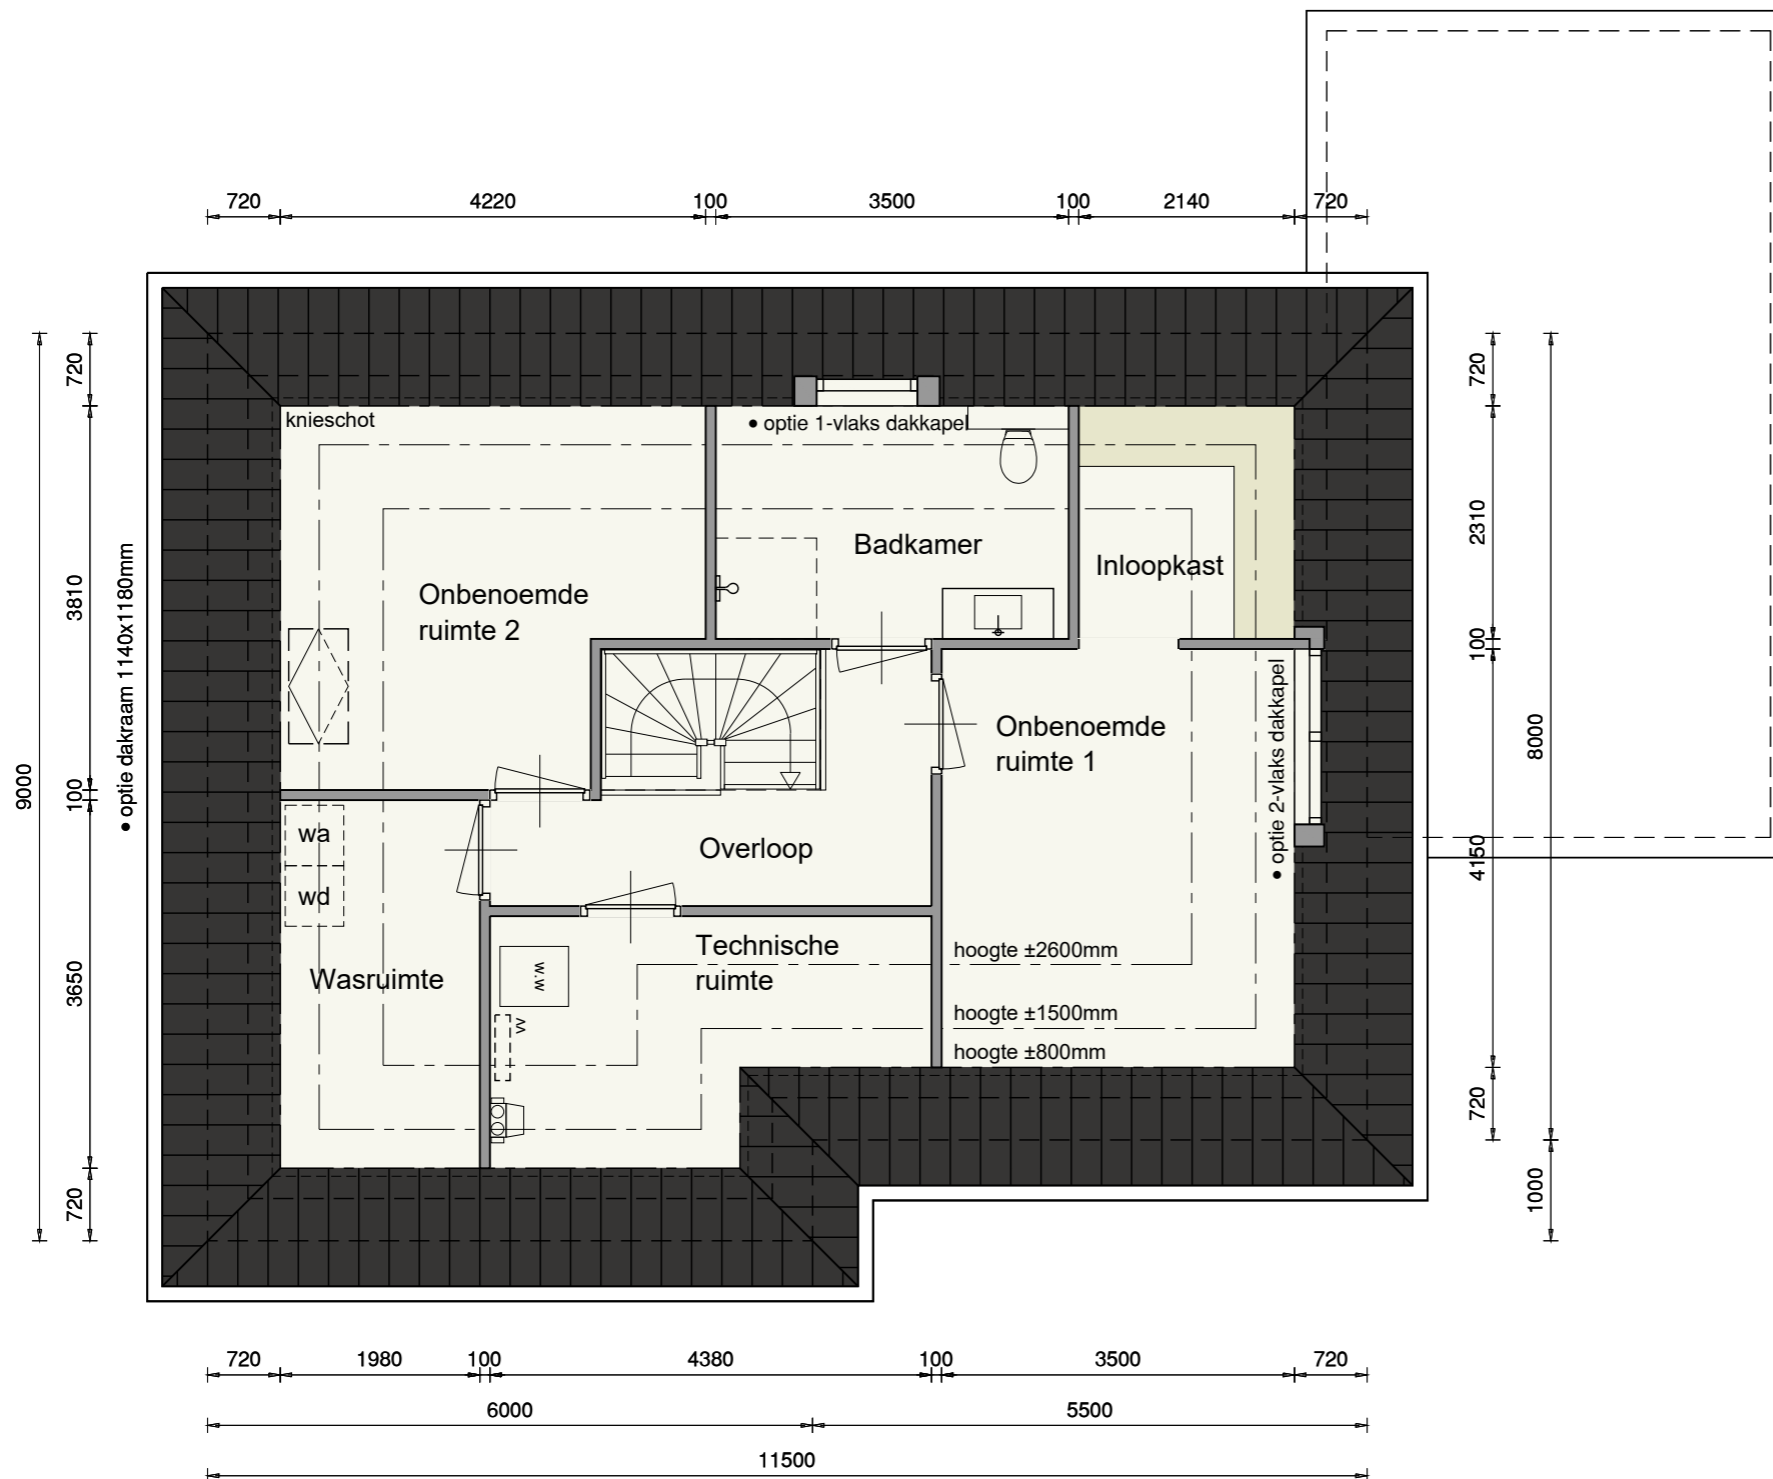 720 4220 100 3500 100 2140 720
knieschot
• optie 1-vlaks dakkapel
720
3810
100
3650
720
9000
• optie dakraam 1140x1180mm
Badkamer
Inloopkast
Onbenoemde
ruimte 2
Onbenoemde
ruimte 1
• optie 2-vlaks dakkapel
wa
wd
Overloop
Wasruimte
Technische
ruimte
w.w
vv
hoogte ±2600mm
hoogte ±1500mm
hoogte ±800mm
720
2310
100
4150
720
8000
1000
720 1980 100 4380 100 3500 720
6000 5500
11500